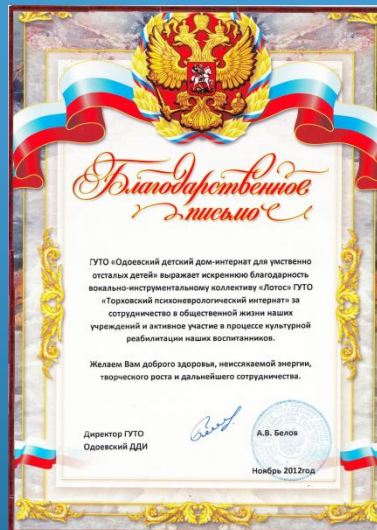 Благодарственное
письмо
ГУТО «Одоевский детский дом-интернат для умственно
отсталых детей» выражает искреннюю благодарность
вокально-инструментальному коллективу «Лотос» ГУТО
«Торховский психоневрологический интернат» за
сотрудничество в общественной жизни наших
учреждений и активное участие в процессе культурной
реабилитации наших воспитанников.
Желаем Вам доброго здоровья, неиссякаемой энергии,
творческого роста и дальнейшего сотрудничества.
Директор ГУТО
Одоевский ДДИ
А.В. Белов
Ноябрь 2012год